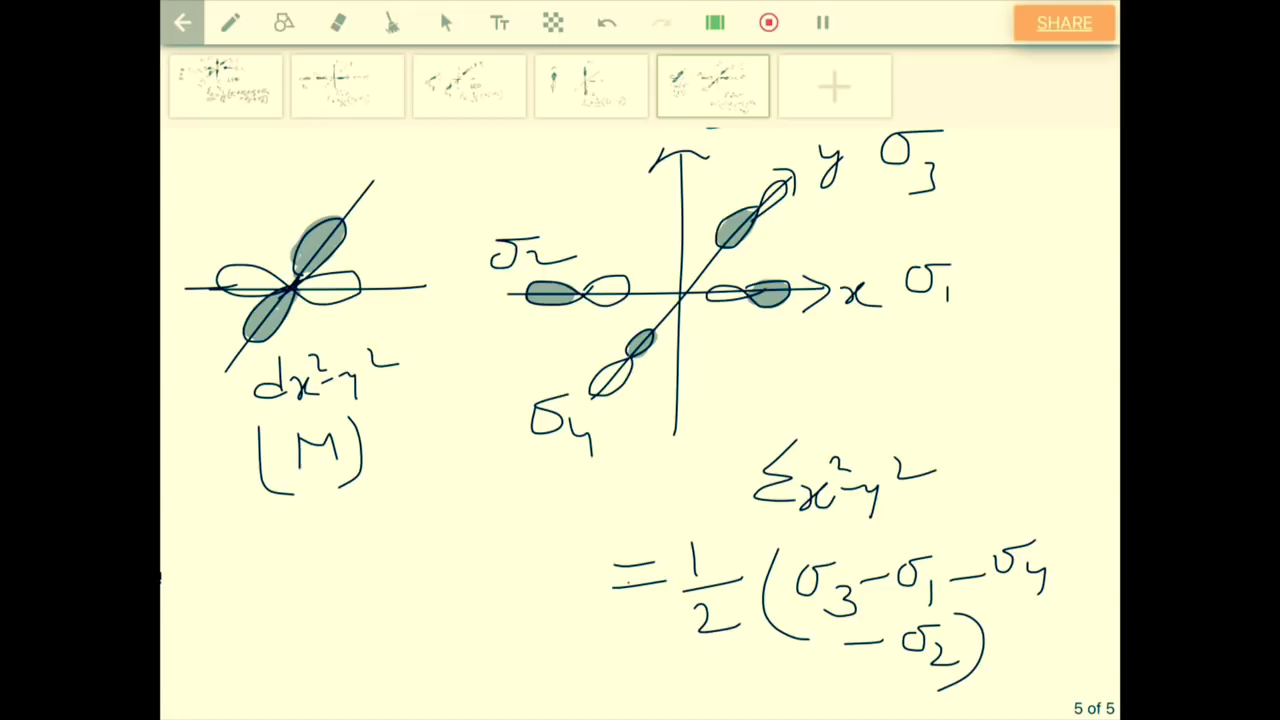 SHARE
y σ3
σ2
x σ1
dx²-y²
σ4
(M)
Σx²-y²
= 1/2 (σ3 - σ1 - σ4
- σ2)
5 of 5